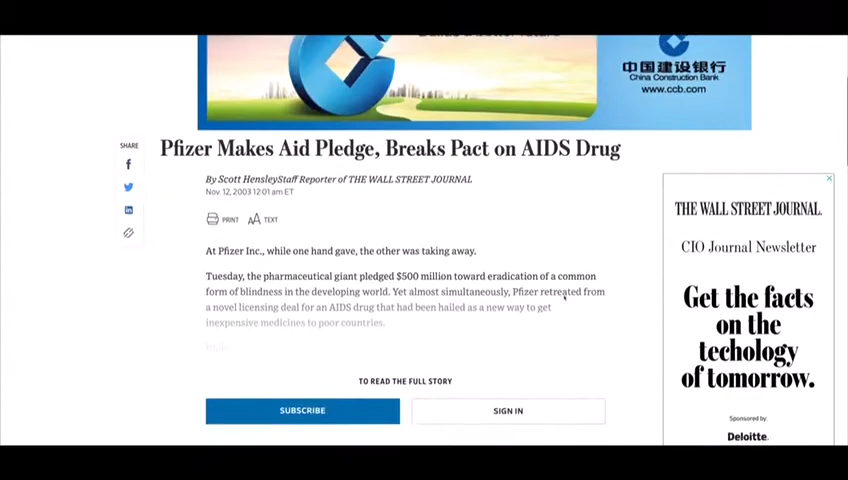 中国建设银行
China Construction Bank
www.ccb.com
SHARE
Pfizer Makes Aid Pledge, Breaks Pact on AIDS Drug
By Scott HensleyStaff Reporter of THE WALL STREET JOURNAL
Nov. 12, 2003 12:01 am ET
PRINT AA TEXT
At Pfizer Inc., while one hand gave, the other was taking away.
Tuesday, the pharmaceutical giant pledged $500 million toward eradication of a common
form of blindness in the developing world. Yet almost simultaneously, Pfizer retreated from
a novel licensing deal for an AIDS drug that had been hailed as a new way to get
inexpensive medicines to poor countries.
TO READ THE FULL STORY
SUBSCRIBE
SIGN IN
THE WALL STREET JOURNAL.
CIO Journal Newsletter
Get the facts
on the
techology
of tomorrow.
Sponsored by:
Deloitte.